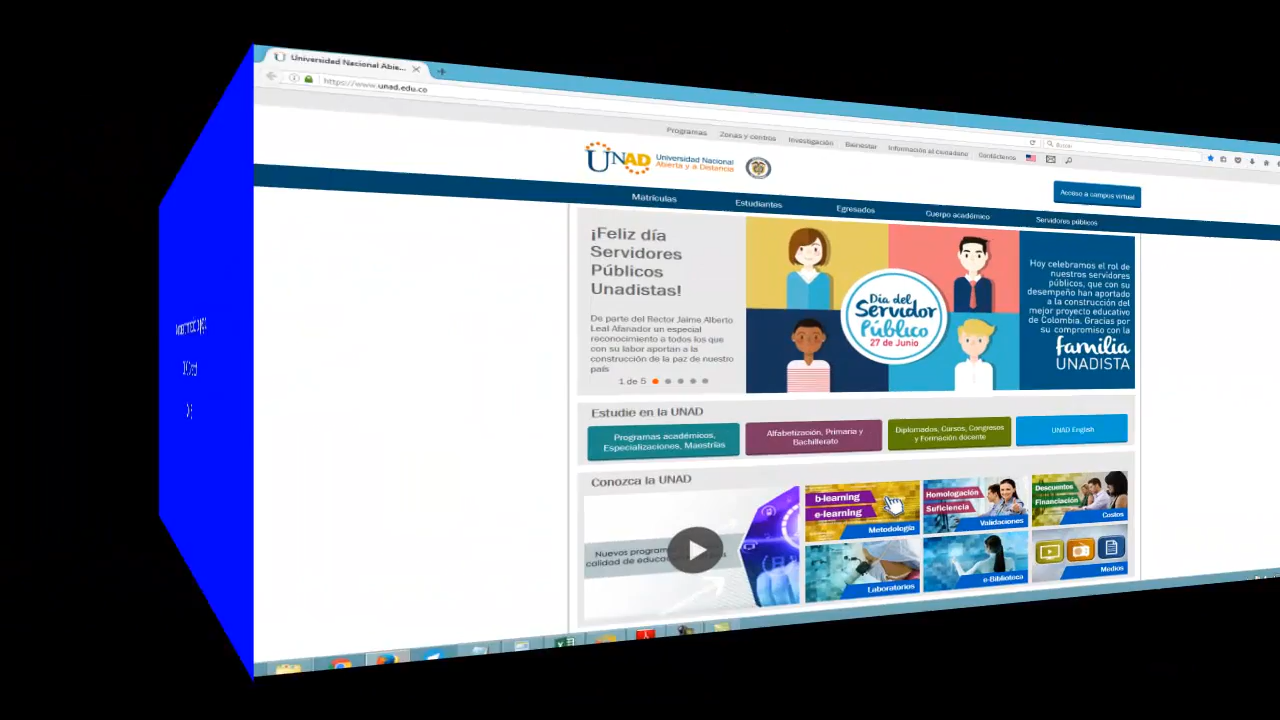 Universidad Nacional Abie...
https://www.unad.edu.co
Buscar
Programas Zonas y centros Investigación Bienestar Información al ciudadano Contáctenos
UNAD Universidad Nacional
Abierta y a Distancia
Acceso a campus virtual
Matrículas Estudiantes Egresados Cuerpo académico Servidores públicos
¡Feliz día
Servidores
Públicos
Unadistas!
De parte del Rector Jaime Alberto
Leal Afanador un especial
reconocimiento a todos los que
con su labor aportan a la
construcción de la paz de nuestro
país
1 de 5
Día del
Servidor
Público
27 de Junio
Hoy celebramos el rol de
nuestros servidores
públicos, que con su
desempeño han aportado
a la construcción del
mejor proyecto educativo
de Colombia. Gracias por
su compromiso con la
familia
UNADISTA
Estudie en la UNAD
Programas académicos,
Especializaciones, Maestrías
Alfabetización, Primaria y
Bachillerato
Diplomados, Cursos, Congresos
y Formación docente
UNAD English
Conozca la UNAD
Nuevos program
calidad de educa
b-learning
e-learning
Metodología
Homologación
Suficiencia
Validaciones
Descuentos
Financiación
Costos
Laboratorios
e-Biblioteca
Medios